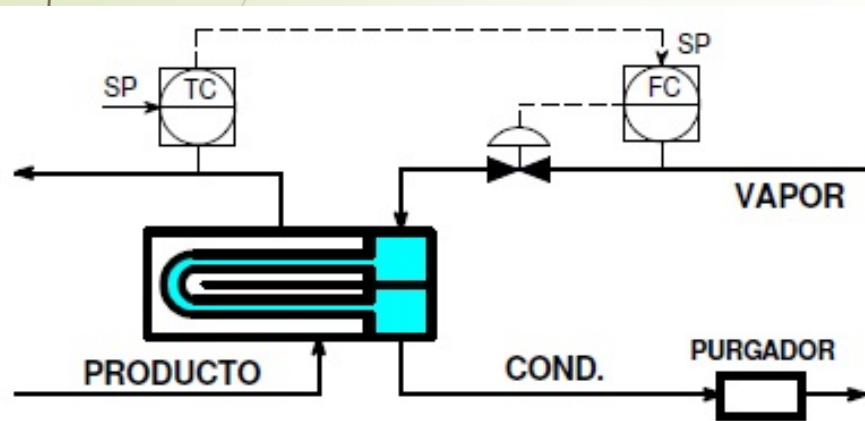 SP
SP
TC
FC
VAPOR
PURGADOR
PRODUCTO
COND.